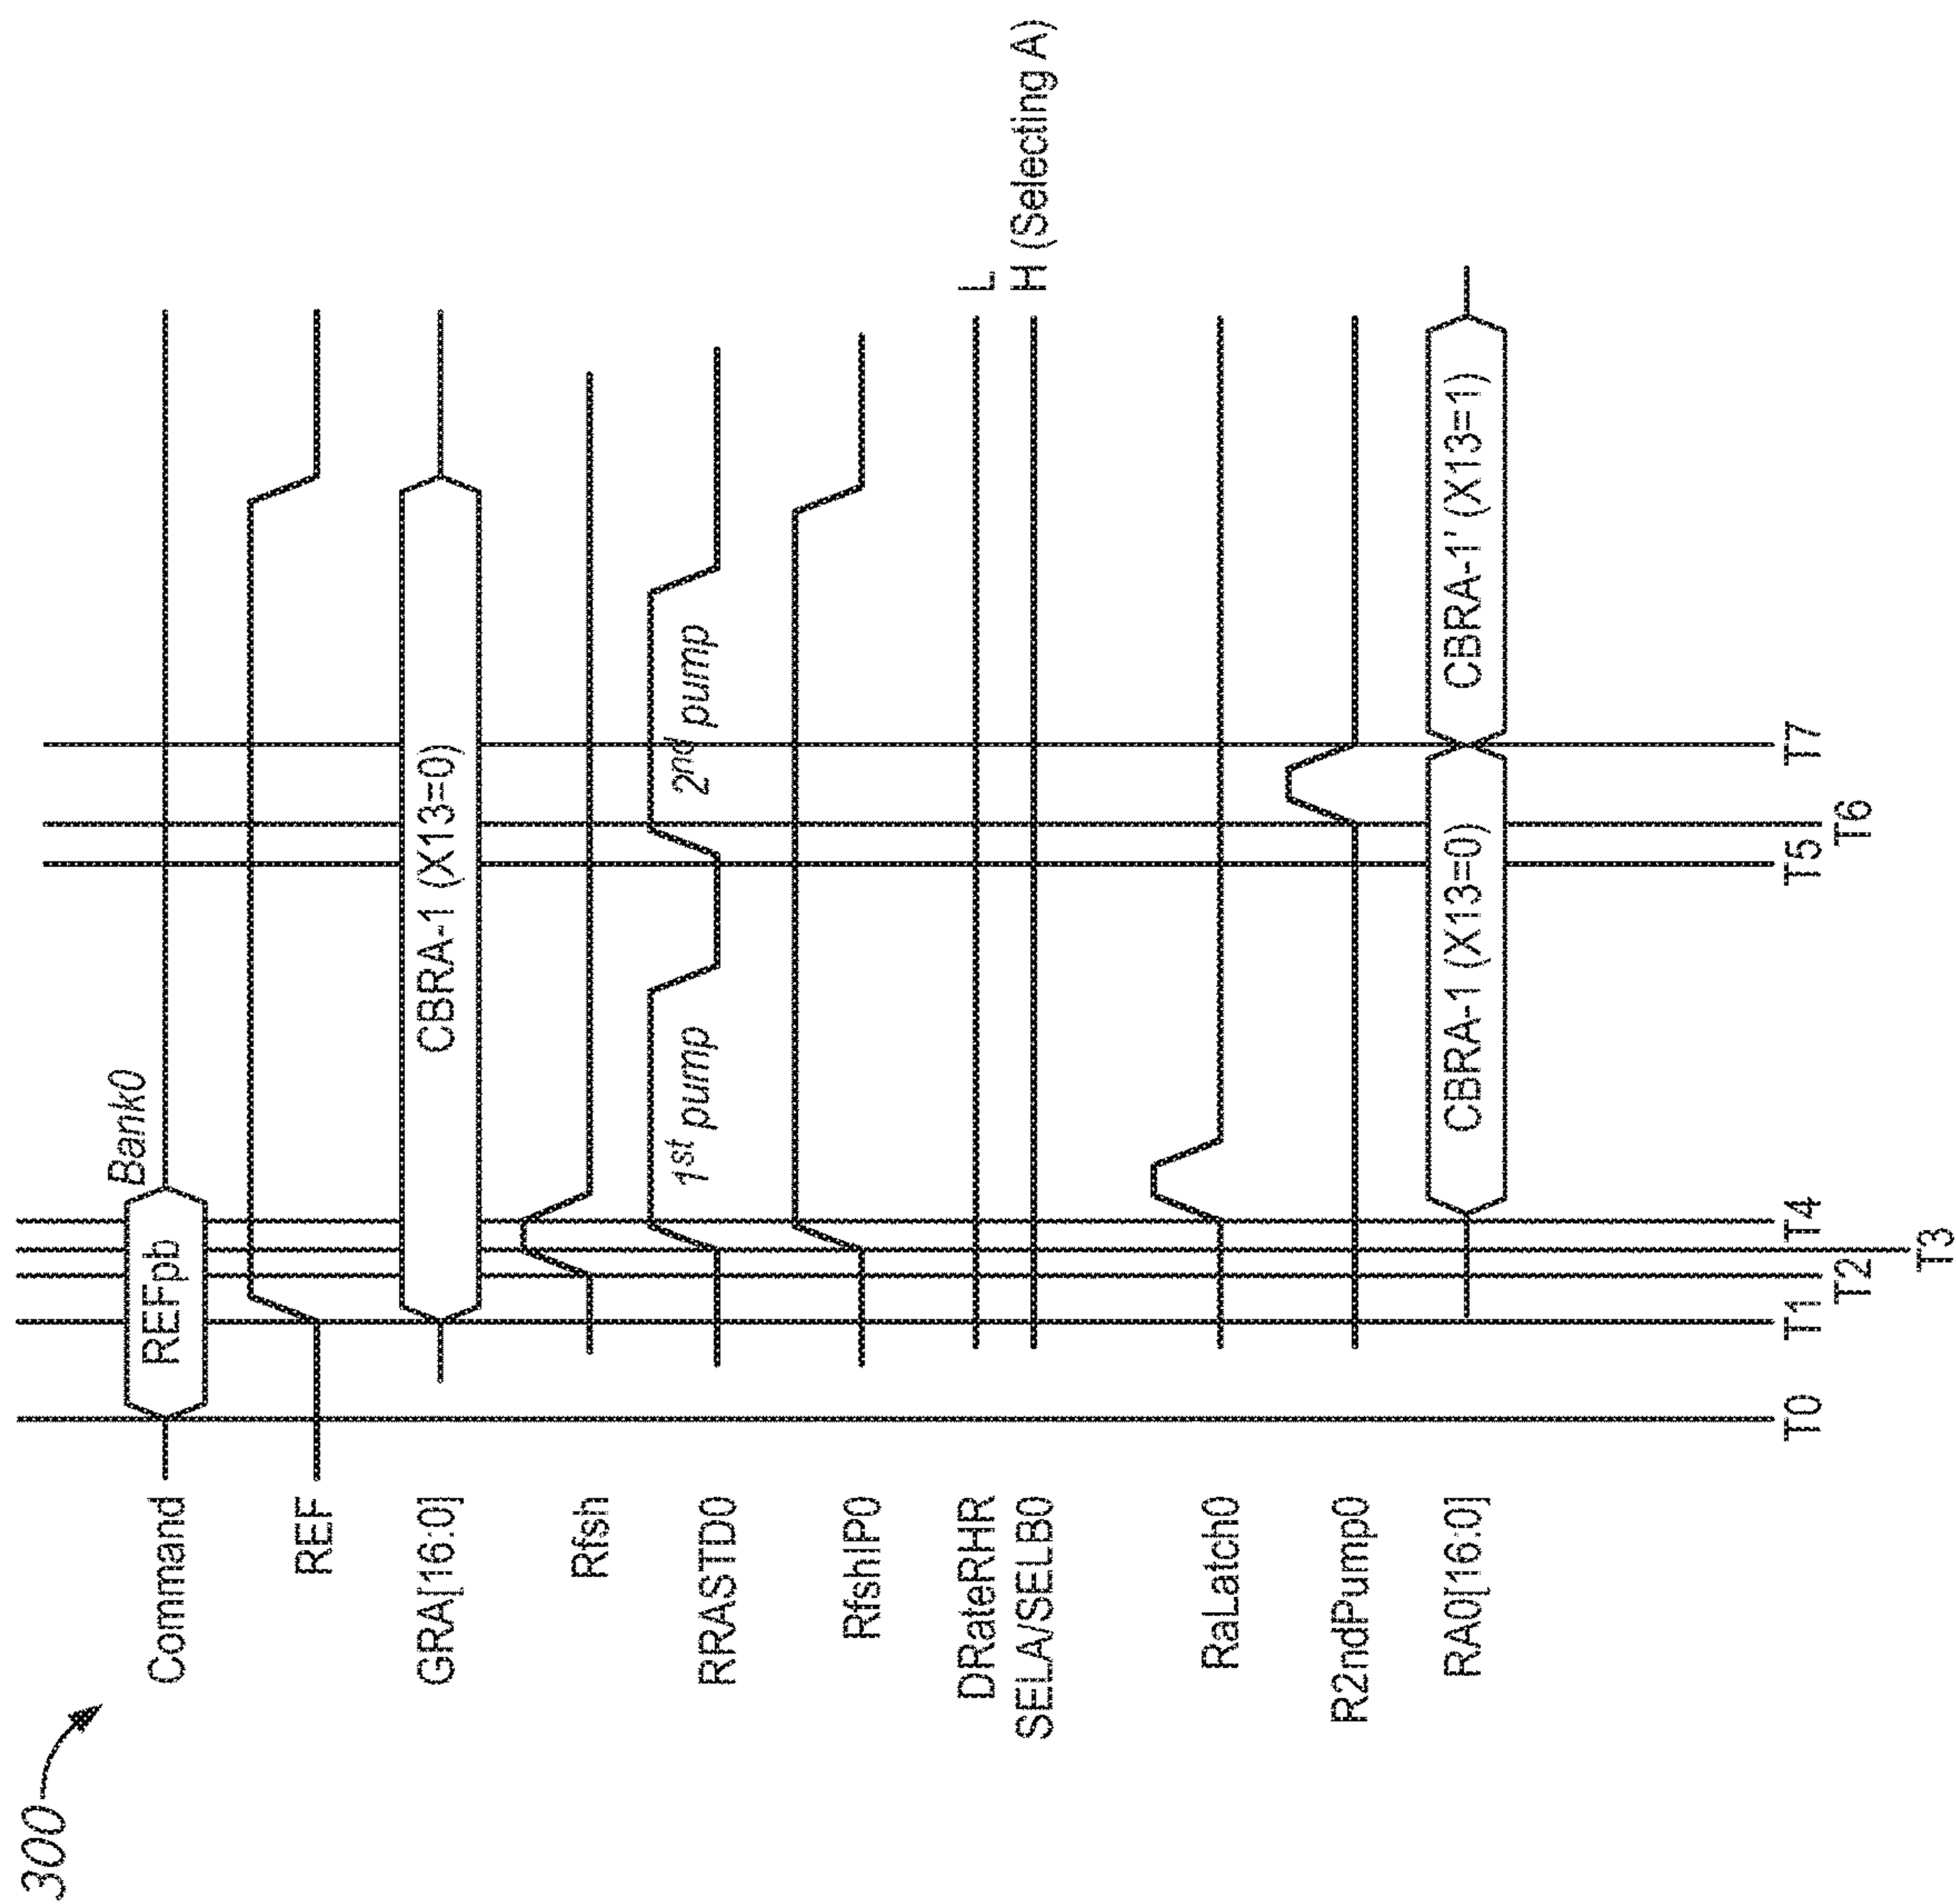 300
Command
REFpb
Bank0
REF
GRA[16:0]
CBRA-1 (X13=0)
Rfsh
RRASTD0
1st pump
2nd pump
RfshIP0
DRateRHR
L
SELA/SELB0
H (Selecting A)
RaLatch0
R2ndPump0
RA0[16:0]
CBRA-1 (X13=0)
CBRA-1' (X13=1)
T0
T1
T2
T3
T4
T5
T6
T7